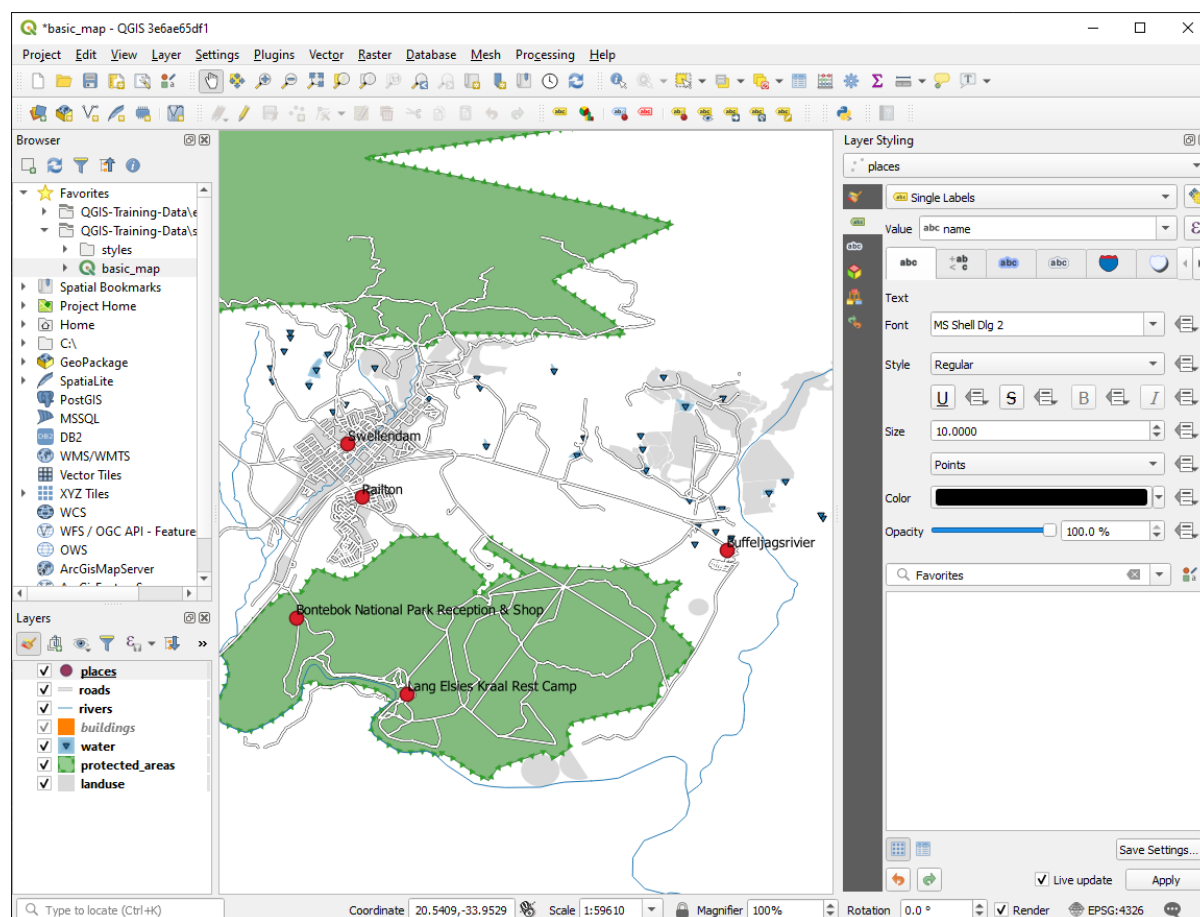 *basic_map - QGIS 3e6ae65df1
Project Edit View Layer Settings Plugins Vector Raster Database Mesh Processing Help
Browser
Favorites
QGIS-Training-Data\e
QGIS-Training-Data\s
styles
basic_map
Spatial Bookmarks
Project Home
Home
C:\
GeoPackage
SpatiaLite
PostGIS
MSSQL
DB2
WMS/WMTS
Vector Tiles
XYZ Tiles
WCS
WFS / OGC API - Feature
OWS
ArcGisMapServer
Layers
places
roads
rivers
buildings
water
protected_areas
landuse
Swellendam
Railton
Buffeljagsrivier
Bontebok National Park Reception & Shop
Lang Elsies Kraal Rest Camp
Layer Styling
places
Single Labels
Value abc name
Text
Font MS Shell Dlg 2
Style Regular
U S B I
Size 10.0000
Points
Color
Opacity 100.0 %
Favorites
Save Settings...
Live update Apply
Type to locate (Ctrl+K) Coordinate 20.5409,-33.9529 Scale 1:59610 Magnifier 100% Rotation 0.0 ° Render EPSG:4326